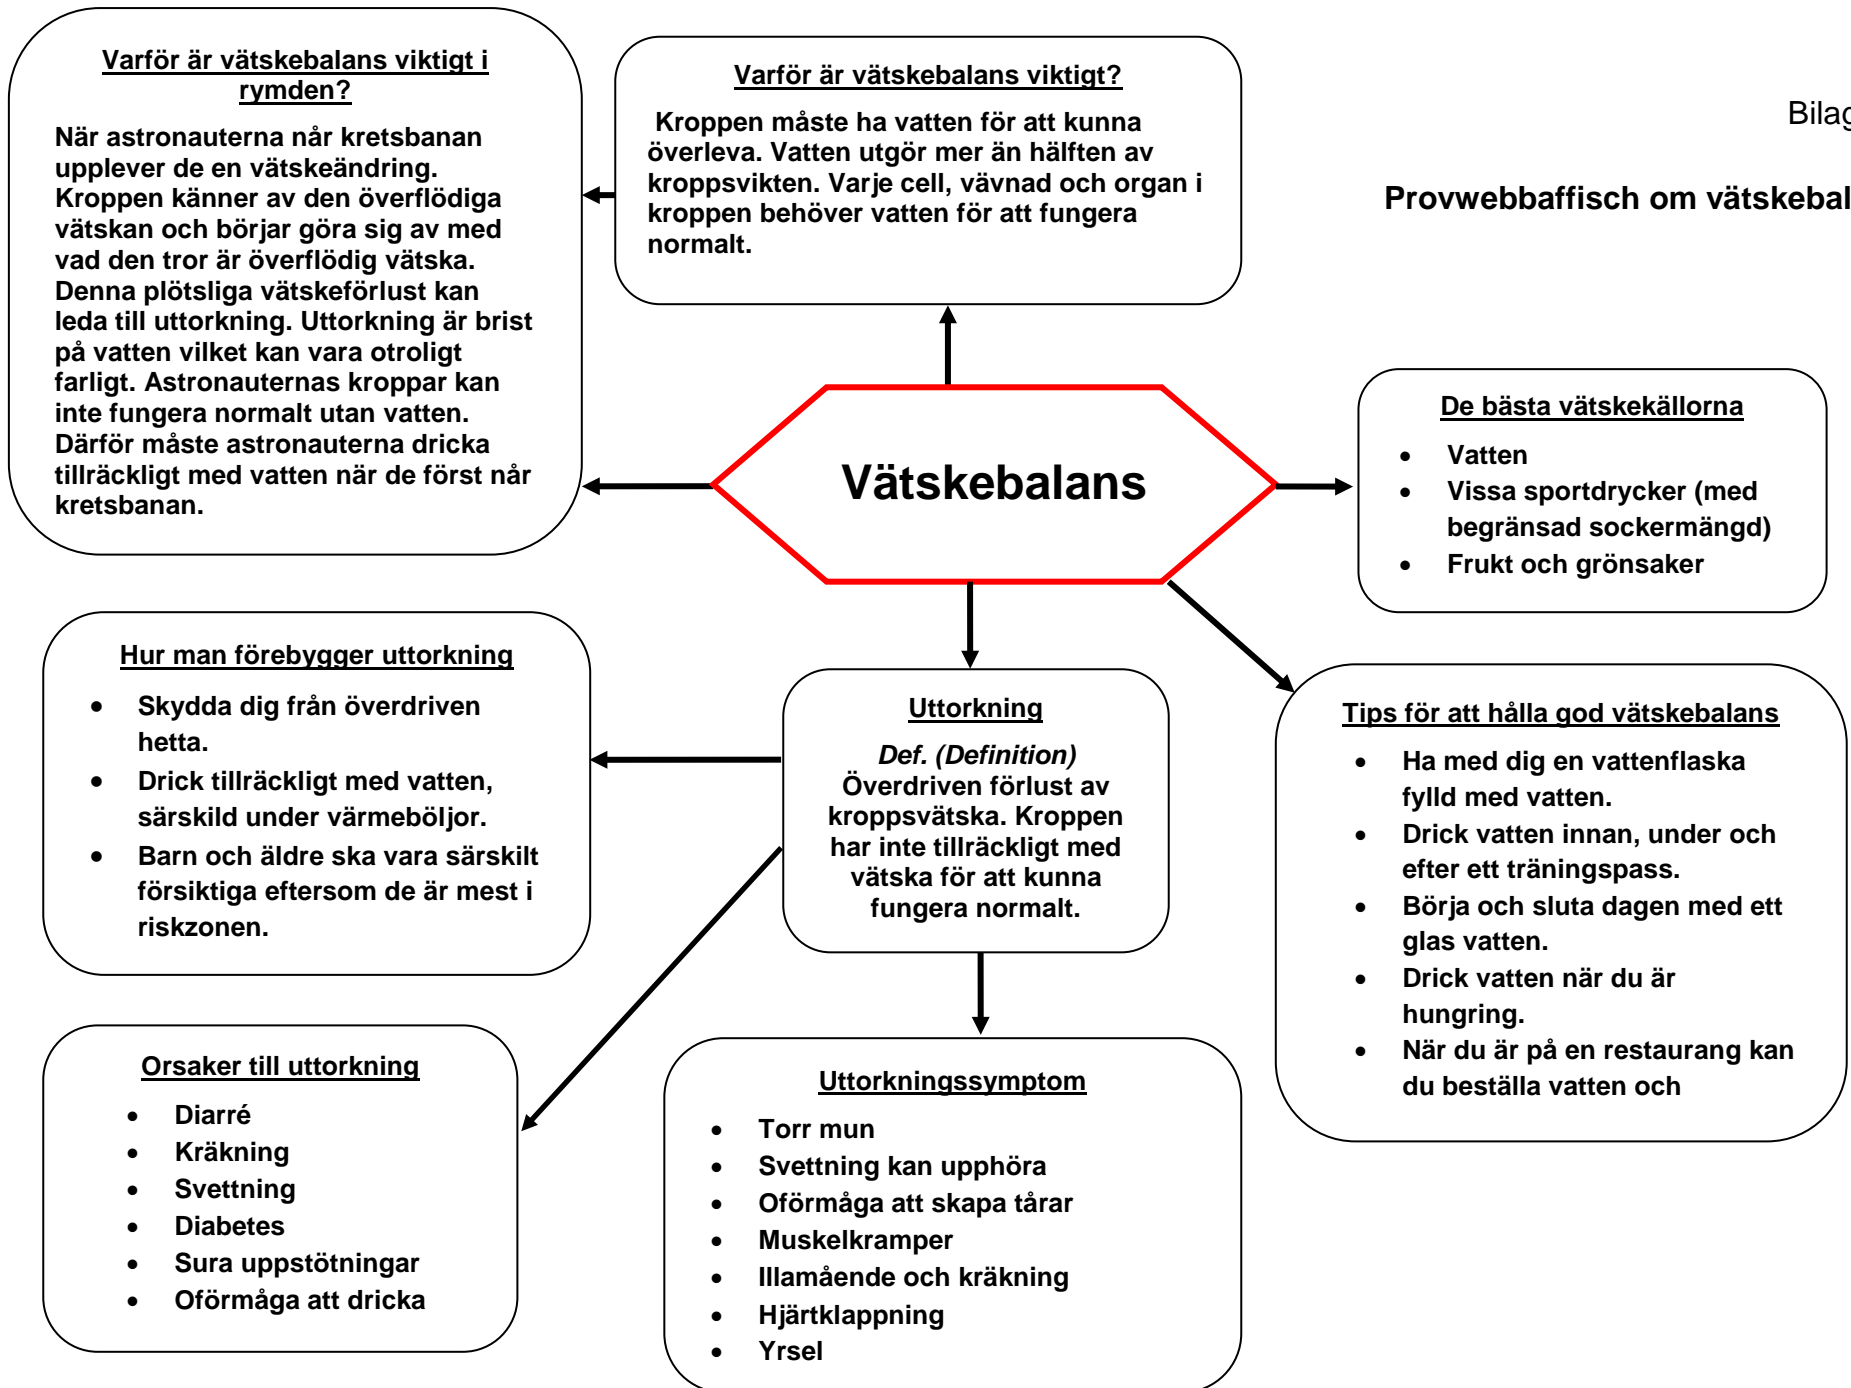 Varför är vätskebalans viktigt i
rymden?
När astronauterna når kretsbanan
upplever de en vätskeändring.
Kroppen känner av den överflödiga
vätskan och börjar göra sig av med
vad den tror är överflödig vätska.
Denna plötsliga vätskeförlust kan
leda till uttorkning. Uttorkning är brist
på vatten vilket kan vara otroligt
farligt. Astronauternas kroppar kan
inte fungera normalt utan vatten.
Därför måste astronauterna dricka
tillräckligt med vatten när de först når
kretsbanan.
Varför är vätskebalans viktigt?
Kroppen måste ha vatten för att kunna
överleva. Vatten utgör mer än hälften av
kroppsvikten. Varje cell, vävnad och organ i
kroppen behöver vatten för att fungera
normalt.
Bilag
Provwebbaffisch om vätskebal
Vätskebalans
De bästa vätskekällorna
• Vatten
• Vissa sportdrycker (med
begränsad sockermängd)
• Frukt och grönsaker
Hur man förebygger uttorkning
• Skydda dig från överdriven
hetta.
• Drick tillräckligt med vatten,
särskild under värmeböljor.
• Barn och äldre ska vara särskilt
försiktiga eftersom de är mest i
riskzonen.
Uttorkning
Def. (Definition)
Överdriven förlust av
kroppsvätska. Kroppen
har inte tillräckligt med
vätska för att kunna
fungera normalt.
Tips för att hålla god vätskebalans
• Ha med dig en vattenflaska
fylld med vatten.
• Drick vatten innan, under och
efter ett träningspass.
• Börja och sluta dagen med ett
glas vatten.
• Drick vatten när du är
hungring.
• När du är på en restaurang kan
du beställa vatten och
Orsaker till uttorkning
• Diarré
• Kräkning
• Svettning
• Diabetes
• Sura uppstötningar
• Oförmåga att dricka
Uttorkningssymptom
• Torr mun
• Svettning kan upphöra
• Oförmåga att skapa tårar
• Muskelkramper
• Illamående och kräkning
• Hjärtklappning
• Yrsel